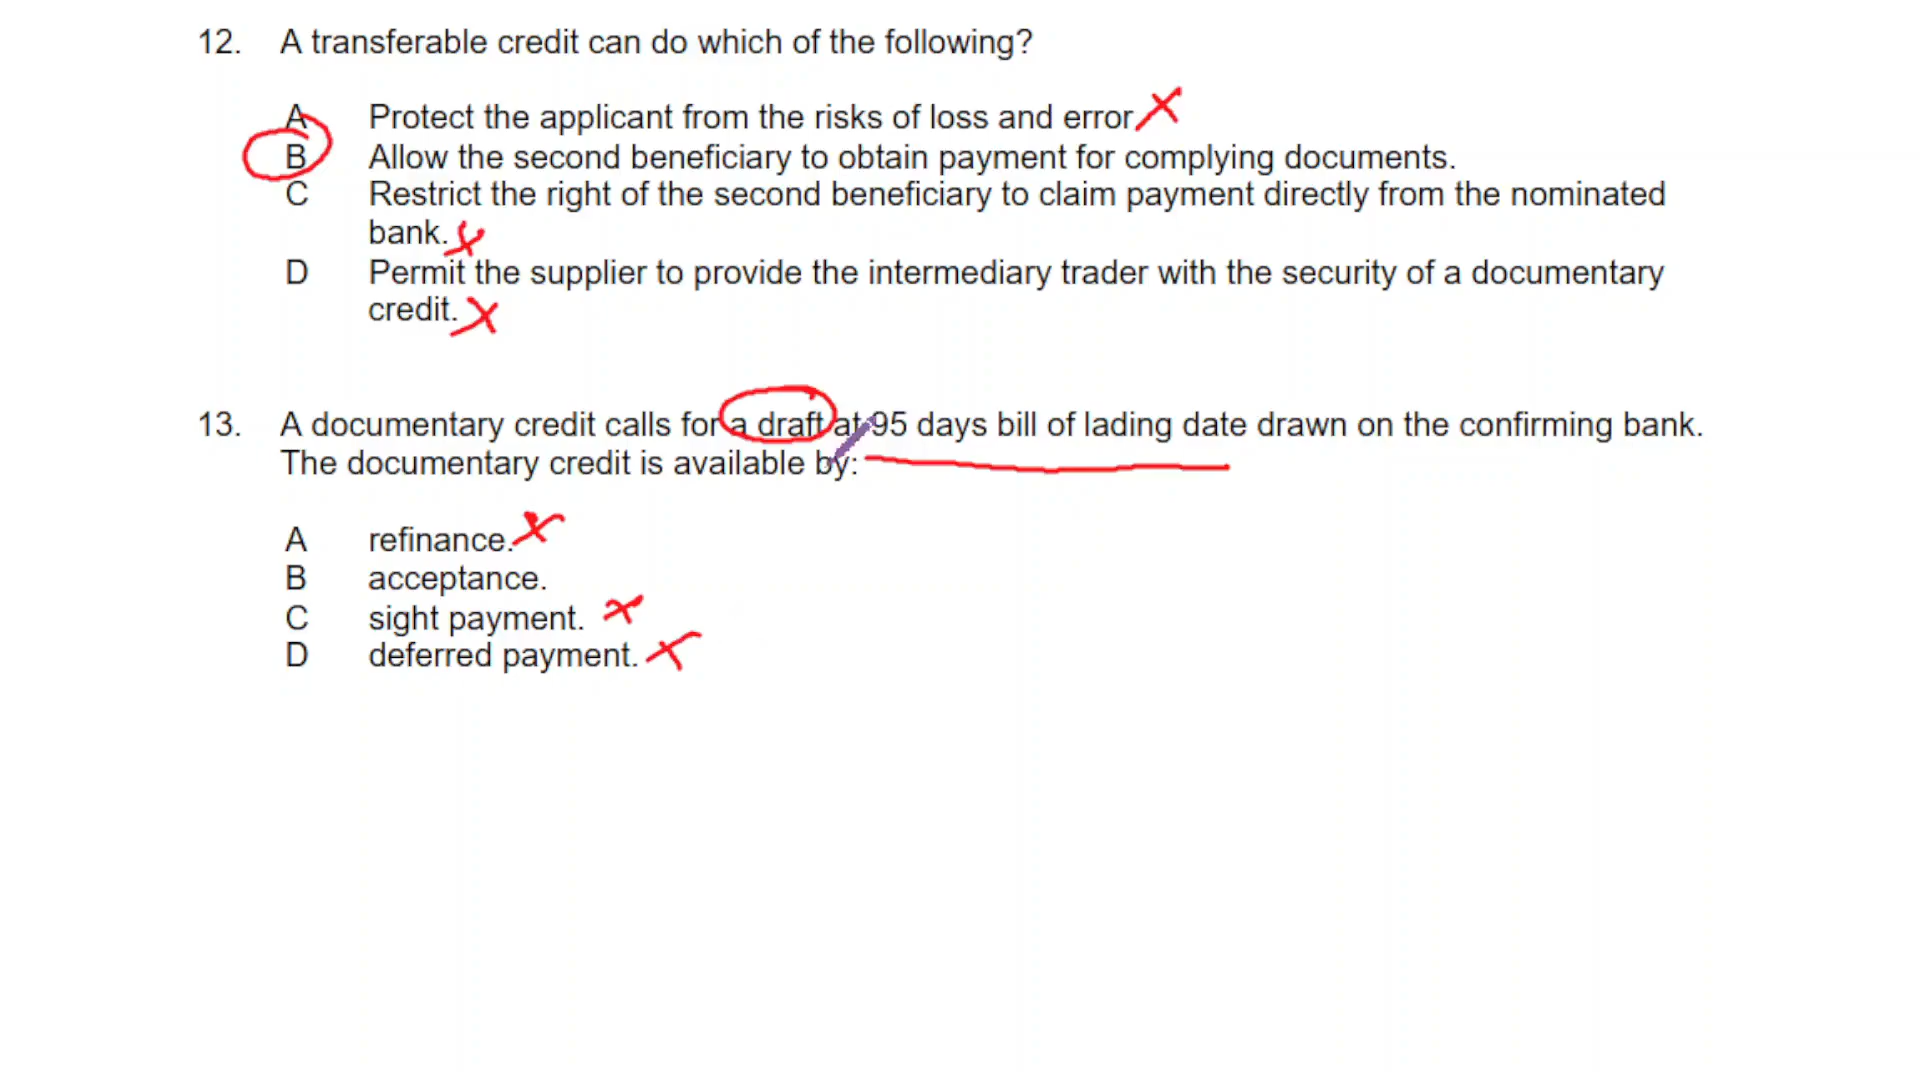 12. A transferable credit can do which of the following?
A Protect the applicant from the risks of loss and error
B Allow the second beneficiary to obtain payment for complying documents.
C Restrict the right of the second beneficiary to claim payment directly from the nominated
bank.
D Permit the supplier to provide the intermediary trader with the security of a documentary
credit.
13. A documentary credit calls for a draft at 95 days bill of lading date drawn on the confirming bank.
The documentary credit is available by:
A refinance.
B acceptance.
C sight payment.
D deferred payment.